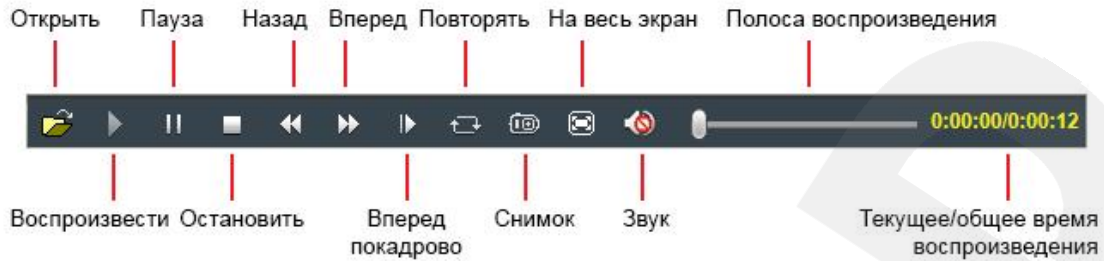 Открыть Пауза Назад Вперед Повторять На весь экран Полоса воспроизведения
0:00:00/0:00:12
Воспроизвести Остановить Вперед покадрово Снимок Звук Текущее/общее время воспроизведения